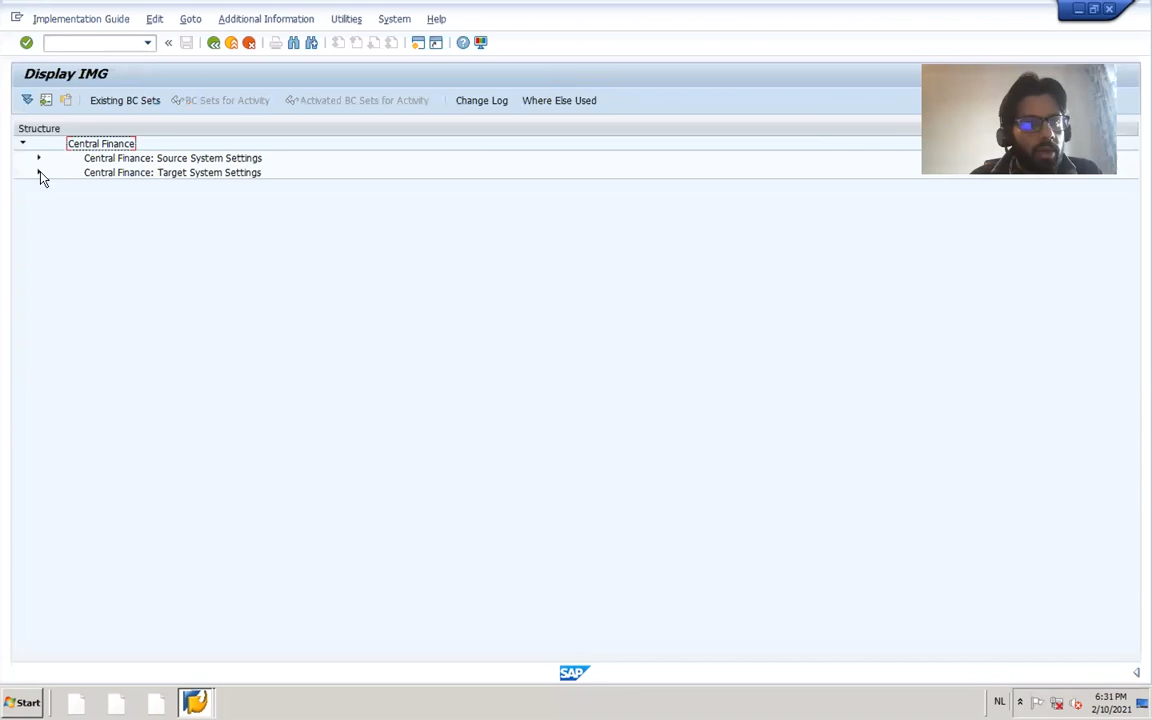 Implementation Guide Edit Goto Additional Information Utilities System Help
Display IMG
Existing BC Sets BC Sets for Activity Activated BC Sets for Activity Change Log Where Else Used
Structure
Central Finance
Central Finance: Source System Settings
Central Finance: Target System Settings
SAP
Start NL 6:31 PM
2/10/2021